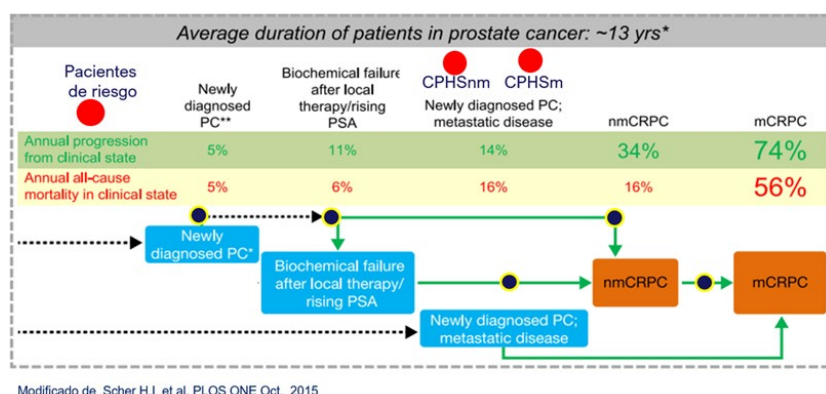 Average duration of patients in prostate cancer: ~13 yrs*
Pacientes
de riesgo
Newly
diagnosed
PC**
Biochemical failure
after local
therapy/rising
PSA
CPHSnm
CPHSm
Newly diagnosed PC;
metastatic disease
nmCRPC
mCRPC
Annual progression
from clinical state
5%
11%
14%
34%
74%
Annual all-cause
mortality in clinical state
5%
6%
16%
16%
56%
Newly
diagnosed PC*
Biochemical failure
after local therapy/
rising PSA
nmCRPC
mCRPC
Newly diagnosed PC;
metastatic disease
Modificado de Scher H.I. et al. PLOS ONE Oct., 2015